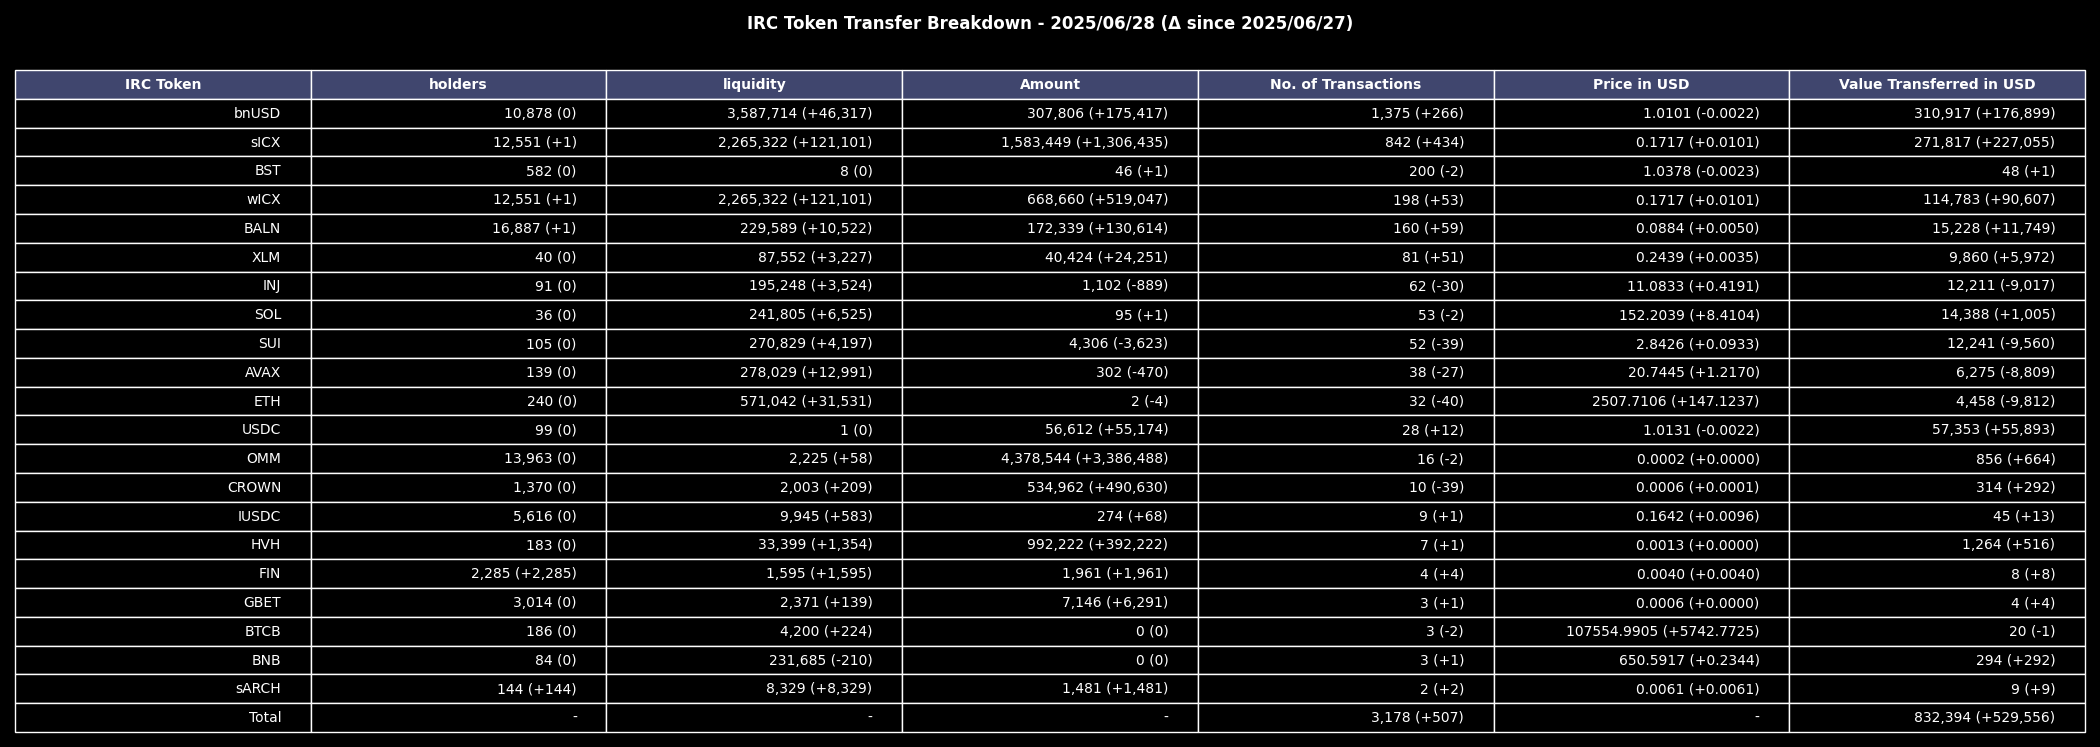 IRC Token Transfer Breakdown - 2025/06/28 (Δ since 2025/06/27)
IRC Token holders liquidity Amount No. of Transactions Price in USD Value Transferred in USD
bnUSD 10,878 (0) 3,587,714 (+46,317) 307,806 (+175,417) 1,375 (+266) 1.0101 (-0.0022) 310,917 (+176,899)
sICX 12,551 (+1) 2,265,322 (+121,101) 1,583,449 (+1,306,435) 842 (+434) 0.1717 (+0.0101) 271,817 (+227,055)
BST 582 (0) 8 (0) 46 (+1) 200 (-2) 1.0378 (-0.0023) 48 (+1)
wICX 12,551 (+1) 2,265,322 (+121,101) 668,660 (+519,047) 198 (+53) 0.1717 (+0.0101) 114,783 (+90,607)
BALN 16,887 (+1) 229,589 (+10,522) 172,339 (+130,614) 160 (+59) 0.0884 (+0.0050) 15,228 (+11,749)
XLM 40 (0) 87,552 (+3,227) 40,424 (+24,251) 81 (+51) 0.2439 (+0.0035) 9,860 (+5,972)
INJ 91 (0) 195,248 (+3,524) 1,102 (-889) 62 (-30) 11.0833 (+0.4191) 12,211 (-9,017)
SOL 36 (0) 241,805 (+6,525) 95 (+1) 53 (-2) 152.2039 (+8.4104) 14,388 (+1,005)
SUI 105 (0) 270,829 (+4,197) 4,306 (-3,623) 52 (-39) 2.8426 (+0.0933) 12,241 (-9,560)
AVAX 139 (0) 278,029 (+12,991) 302 (-470) 38 (-27) 20.7445 (+1.2170) 6,275 (-8,809)
ETH 240 (0) 571,042 (+31,531) 2 (-4) 32 (-40) 2507.7106 (+147.1237) 4,458 (-9,812)
USDC 99 (0) 1 (0) 56,612 (+55,174) 28 (+12) 1.0131 (-0.0022) 57,353 (+55,893)
OMM 13,963 (0) 2,225 (+58) 4,378,544 (+3,386,488) 16 (-2) 0.0002 (+0.0000) 856 (+664)
CROWN 1,370 (0) 2,003 (+209) 534,962 (+490,630) 10 (-39) 0.0006 (+0.0001) 314 (+292)
IUSDC 5,616 (0) 9,945 (+583) 274 (+68) 9 (+1) 0.1642 (+0.0096) 45 (+13)
HVH 183 (0) 33,399 (+1,354) 992,222 (+392,222) 7 (+1) 0.0013 (+0.0000) 1,264 (+516)
FIN 2,285 (+2,285) 1,595 (+1,595) 1,961 (+1,961) 4 (+4) 0.0040 (+0.0040) 8 (+8)
GBET 3,014 (0) 2,371 (+139) 7,146 (+6,291) 3 (+1) 0.0006 (+0.0000) 4 (+4)
BTCB 186 (0) 4,200 (+224) 0 (0) 3 (-2) 107554.9905 (+5742.7725) 20 (-1)
BNB 84 (0) 231,685 (-210) 0 (0) 3 (+1) 650.5917 (+0.2344) 294 (+292)
sARCH 144 (+144) 8,329 (+8,329) 1,481 (+1,481) 2 (+2) 0.0061 (+0.0061) 9 (+9)
Total - - - 3,178 (+507) - 832,394 (+529,556)